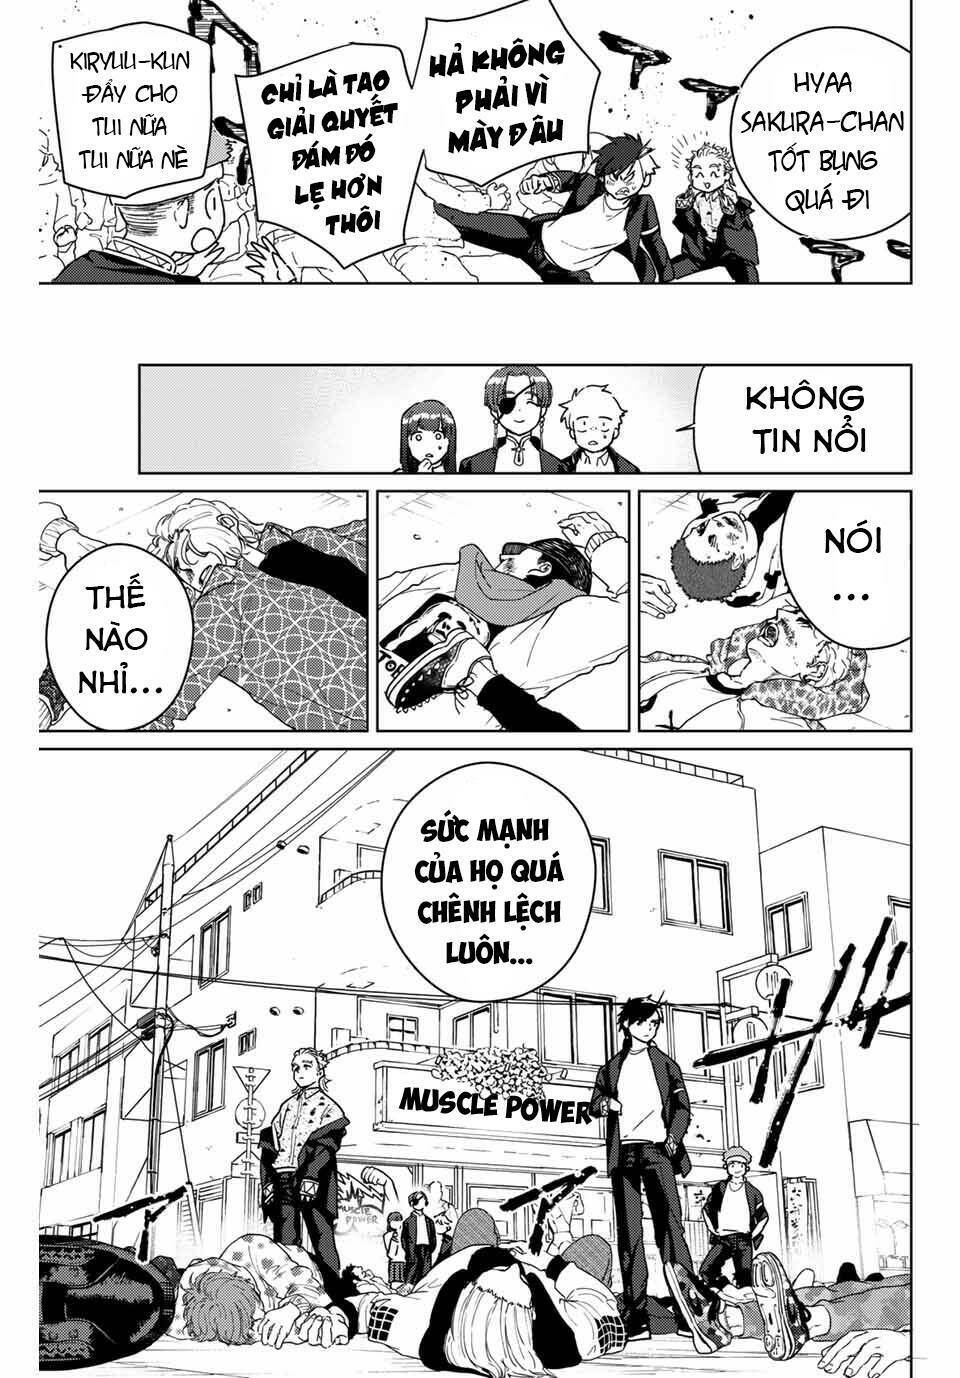 HYAA
SAKURA-CHAN
TỐT BỤNG
QUÁ ĐI
HẢ KHÔNG
PHẢI VÌ
MÀY ĐÂU
CHỈ LÀ TAO
GIẢI QUYẾT
ĐÁM ĐÓ
LẸ HƠN
THÔI
KIRYUU-KUN
ĐẨY CHO
TUI NỮA
TUI NỮA NÈ
KHÔNG
TIN NỔI
NÓI
...
THẾ
NÀO
NHỈ...
SỨC MẠNH
CỦA HỌ QUÁ
CHÊNH LỆCH
LUÔN...
MUSCLE POWER
MUSCLE
POWER